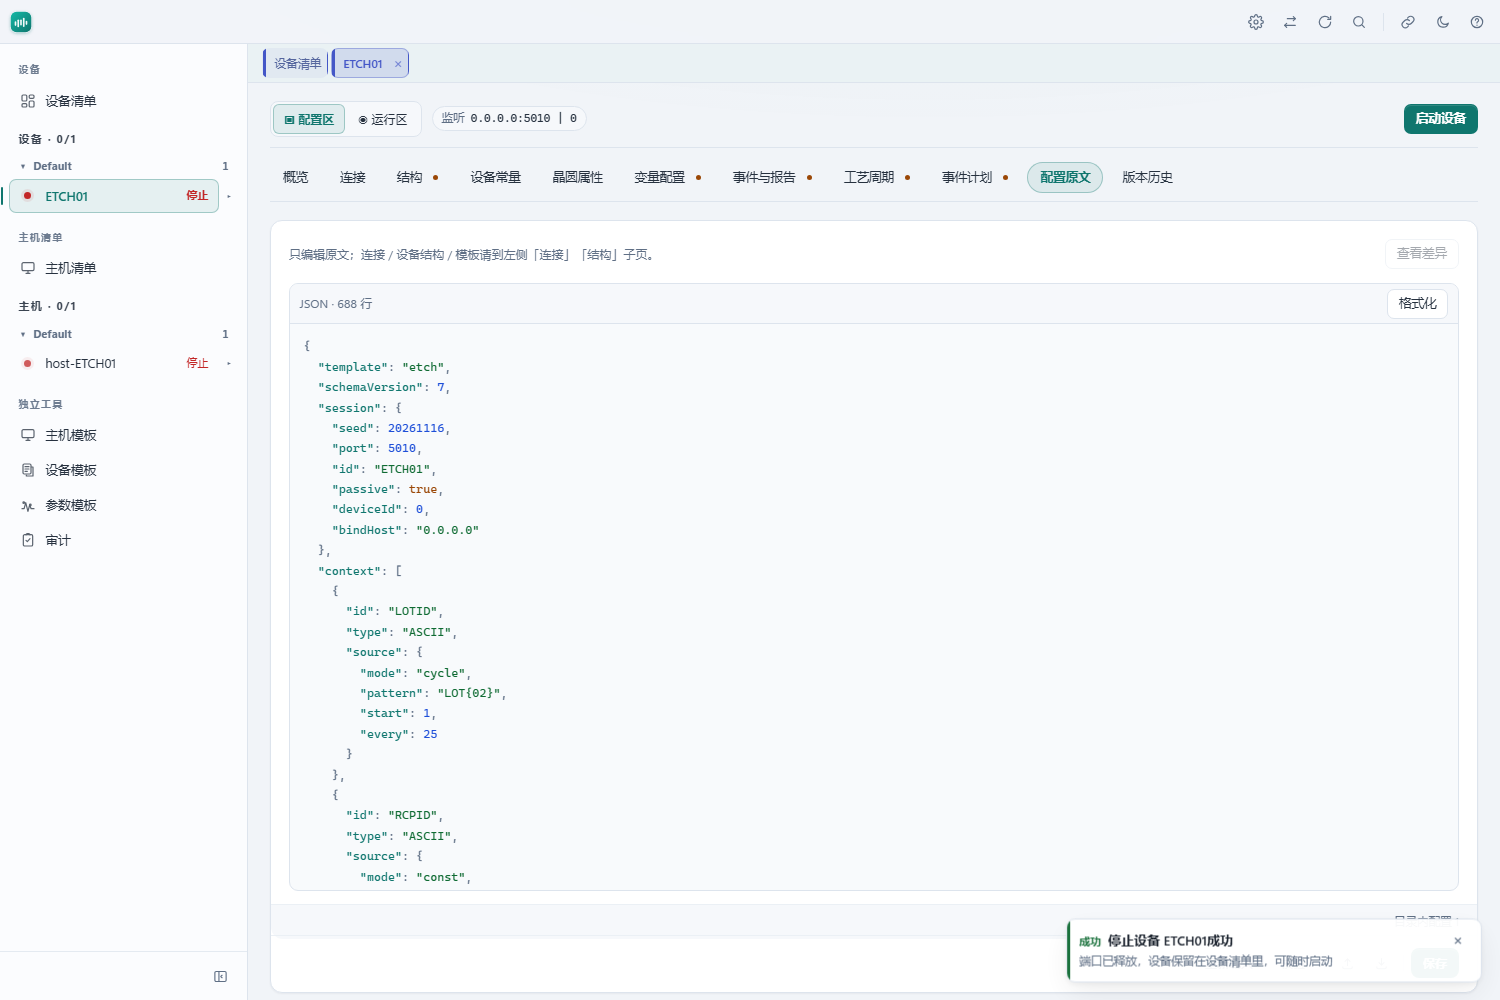 设备
设备清单
设备 · 0/1
Default 1
ETCH01 停止
主机清单
主机清单
主机 · 0/1
Default 1
host-ETCH01 停止
独立工具
主机模板
设备模板
参数模板
审计
设备清单 ETCH01 ×
配置区 运行区 监听 0.0.0.0:5010 | 0 启动设备
概览 连接 结构 设备常量 晶圆属性 变量配置 事件与报告 工艺周期 事件计划 配置原文 版本历史
只编辑原文；连接 / 设备结构 / 模板请到左侧「连接」「结构」子页。 查看差异
JSON · 688 行 格式化
{
"template": "etch",
"schemaVersion": 7,
"session": {
"seed": 20261116,
"port": 5010,
"id": "ETCH01",
"passive": true,
"deviceId": 0,
"bindHost": "0.0.0.0"
},
"context": [
{
"id": "LOTID",
"type": "ASCII",
"source": {
"mode": "cycle",
"pattern": "LOT{02}",
"start": 1,
"every": 25
}
},
{
"id": "RCPID",
"type": "ASCII",
"source": {
"mode": "const",
成功 停止设备 ETCH01成功 ×
端口已释放，设备保留在设备清单里，可随时启动
保存